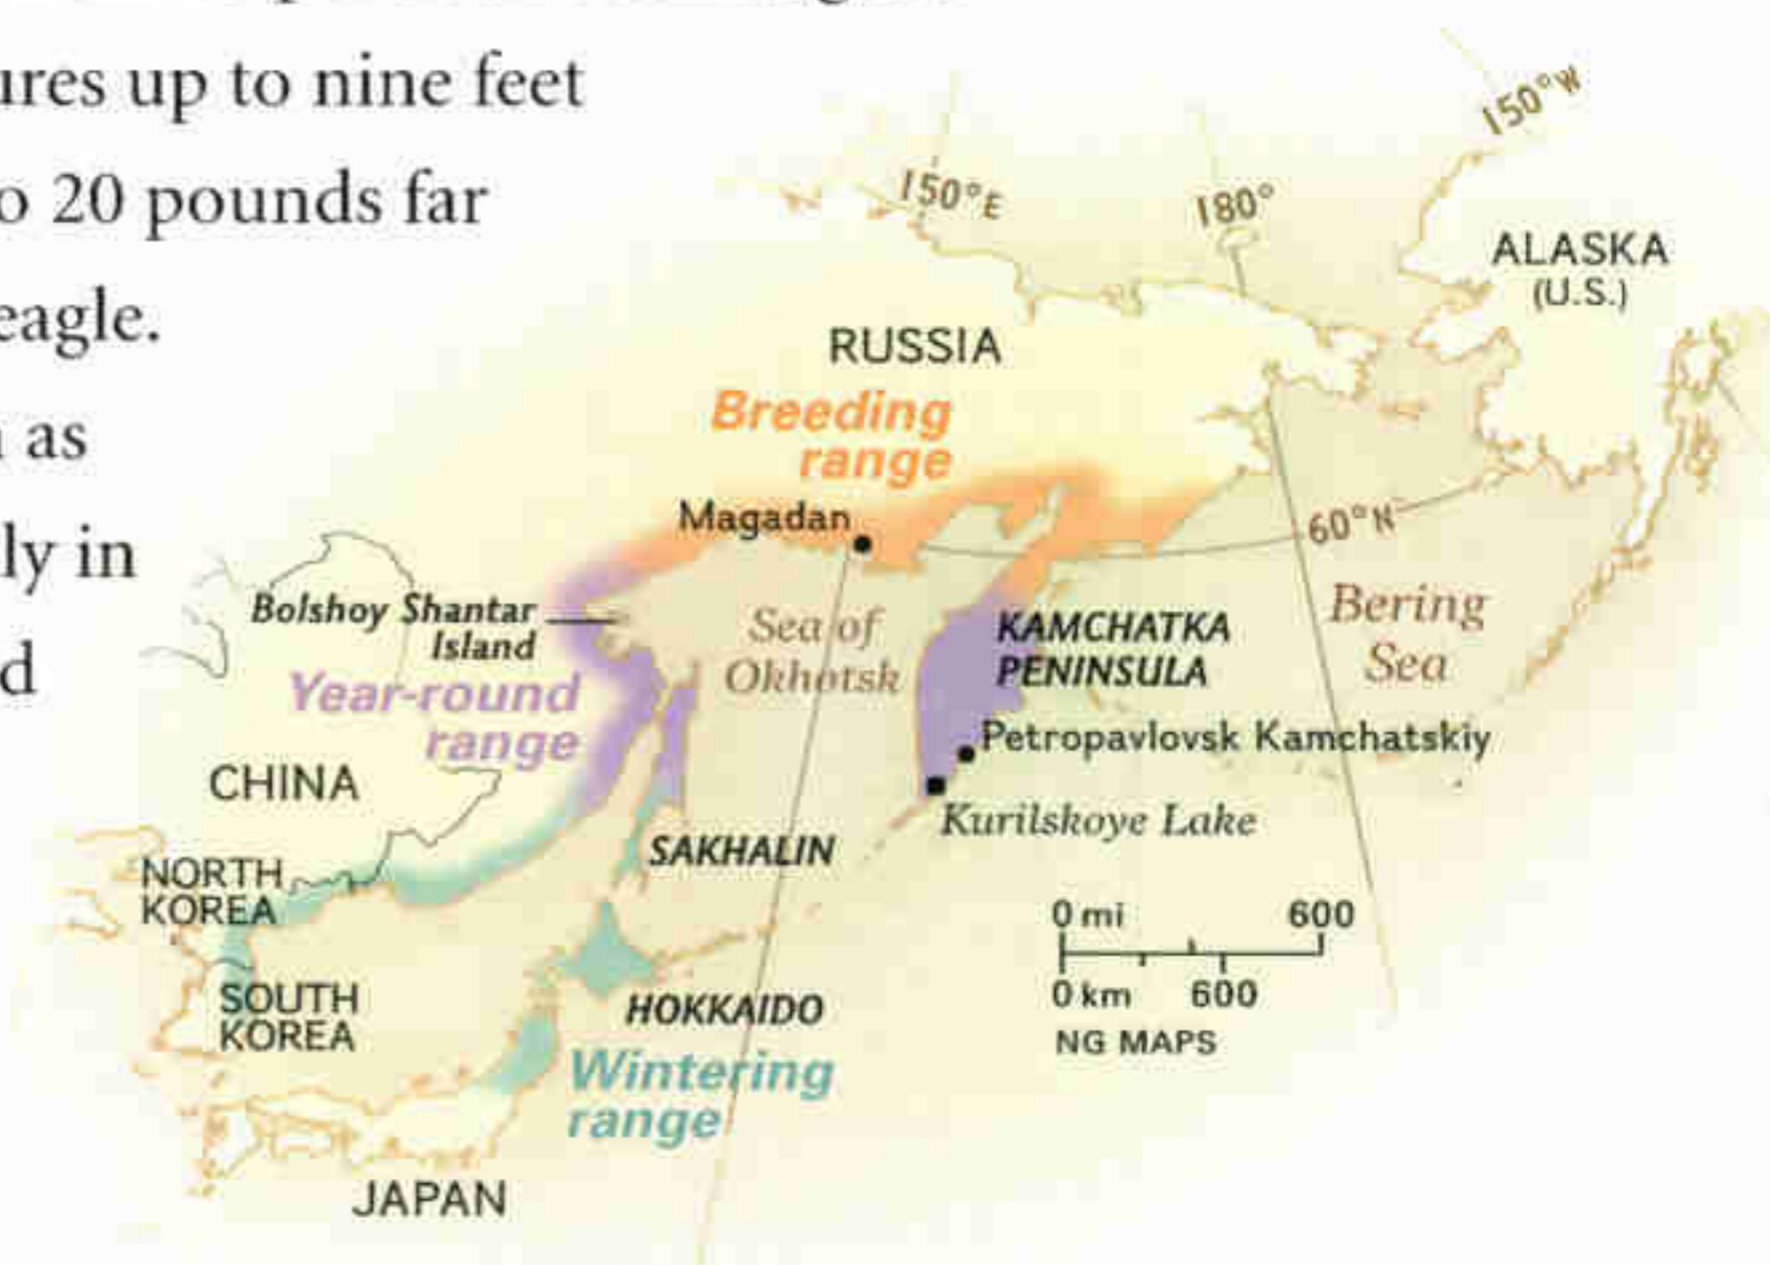 ures up to nine feet
o 20 pounds far
eagle.
as
ly in
d
150°W
150°E
180°
ALASKA
(U.S.)
RUSSIA
Breeding
range
Magadan
60°N
Bolshoy Shantar
Island
Sea of
Okhotsk
KAMCHATKA
PENINSULA
Bering
Sea
Year-round
range
Petropavlovsk Kamchatskiy
CHINA
Kurilskoye Lake
SAKHALIN
NORTH
KOREA
0 mi 600
0 km 600
NG MAPS
SOUTH
KOREA
HOKKAIDO
Wintering
range
JAPAN